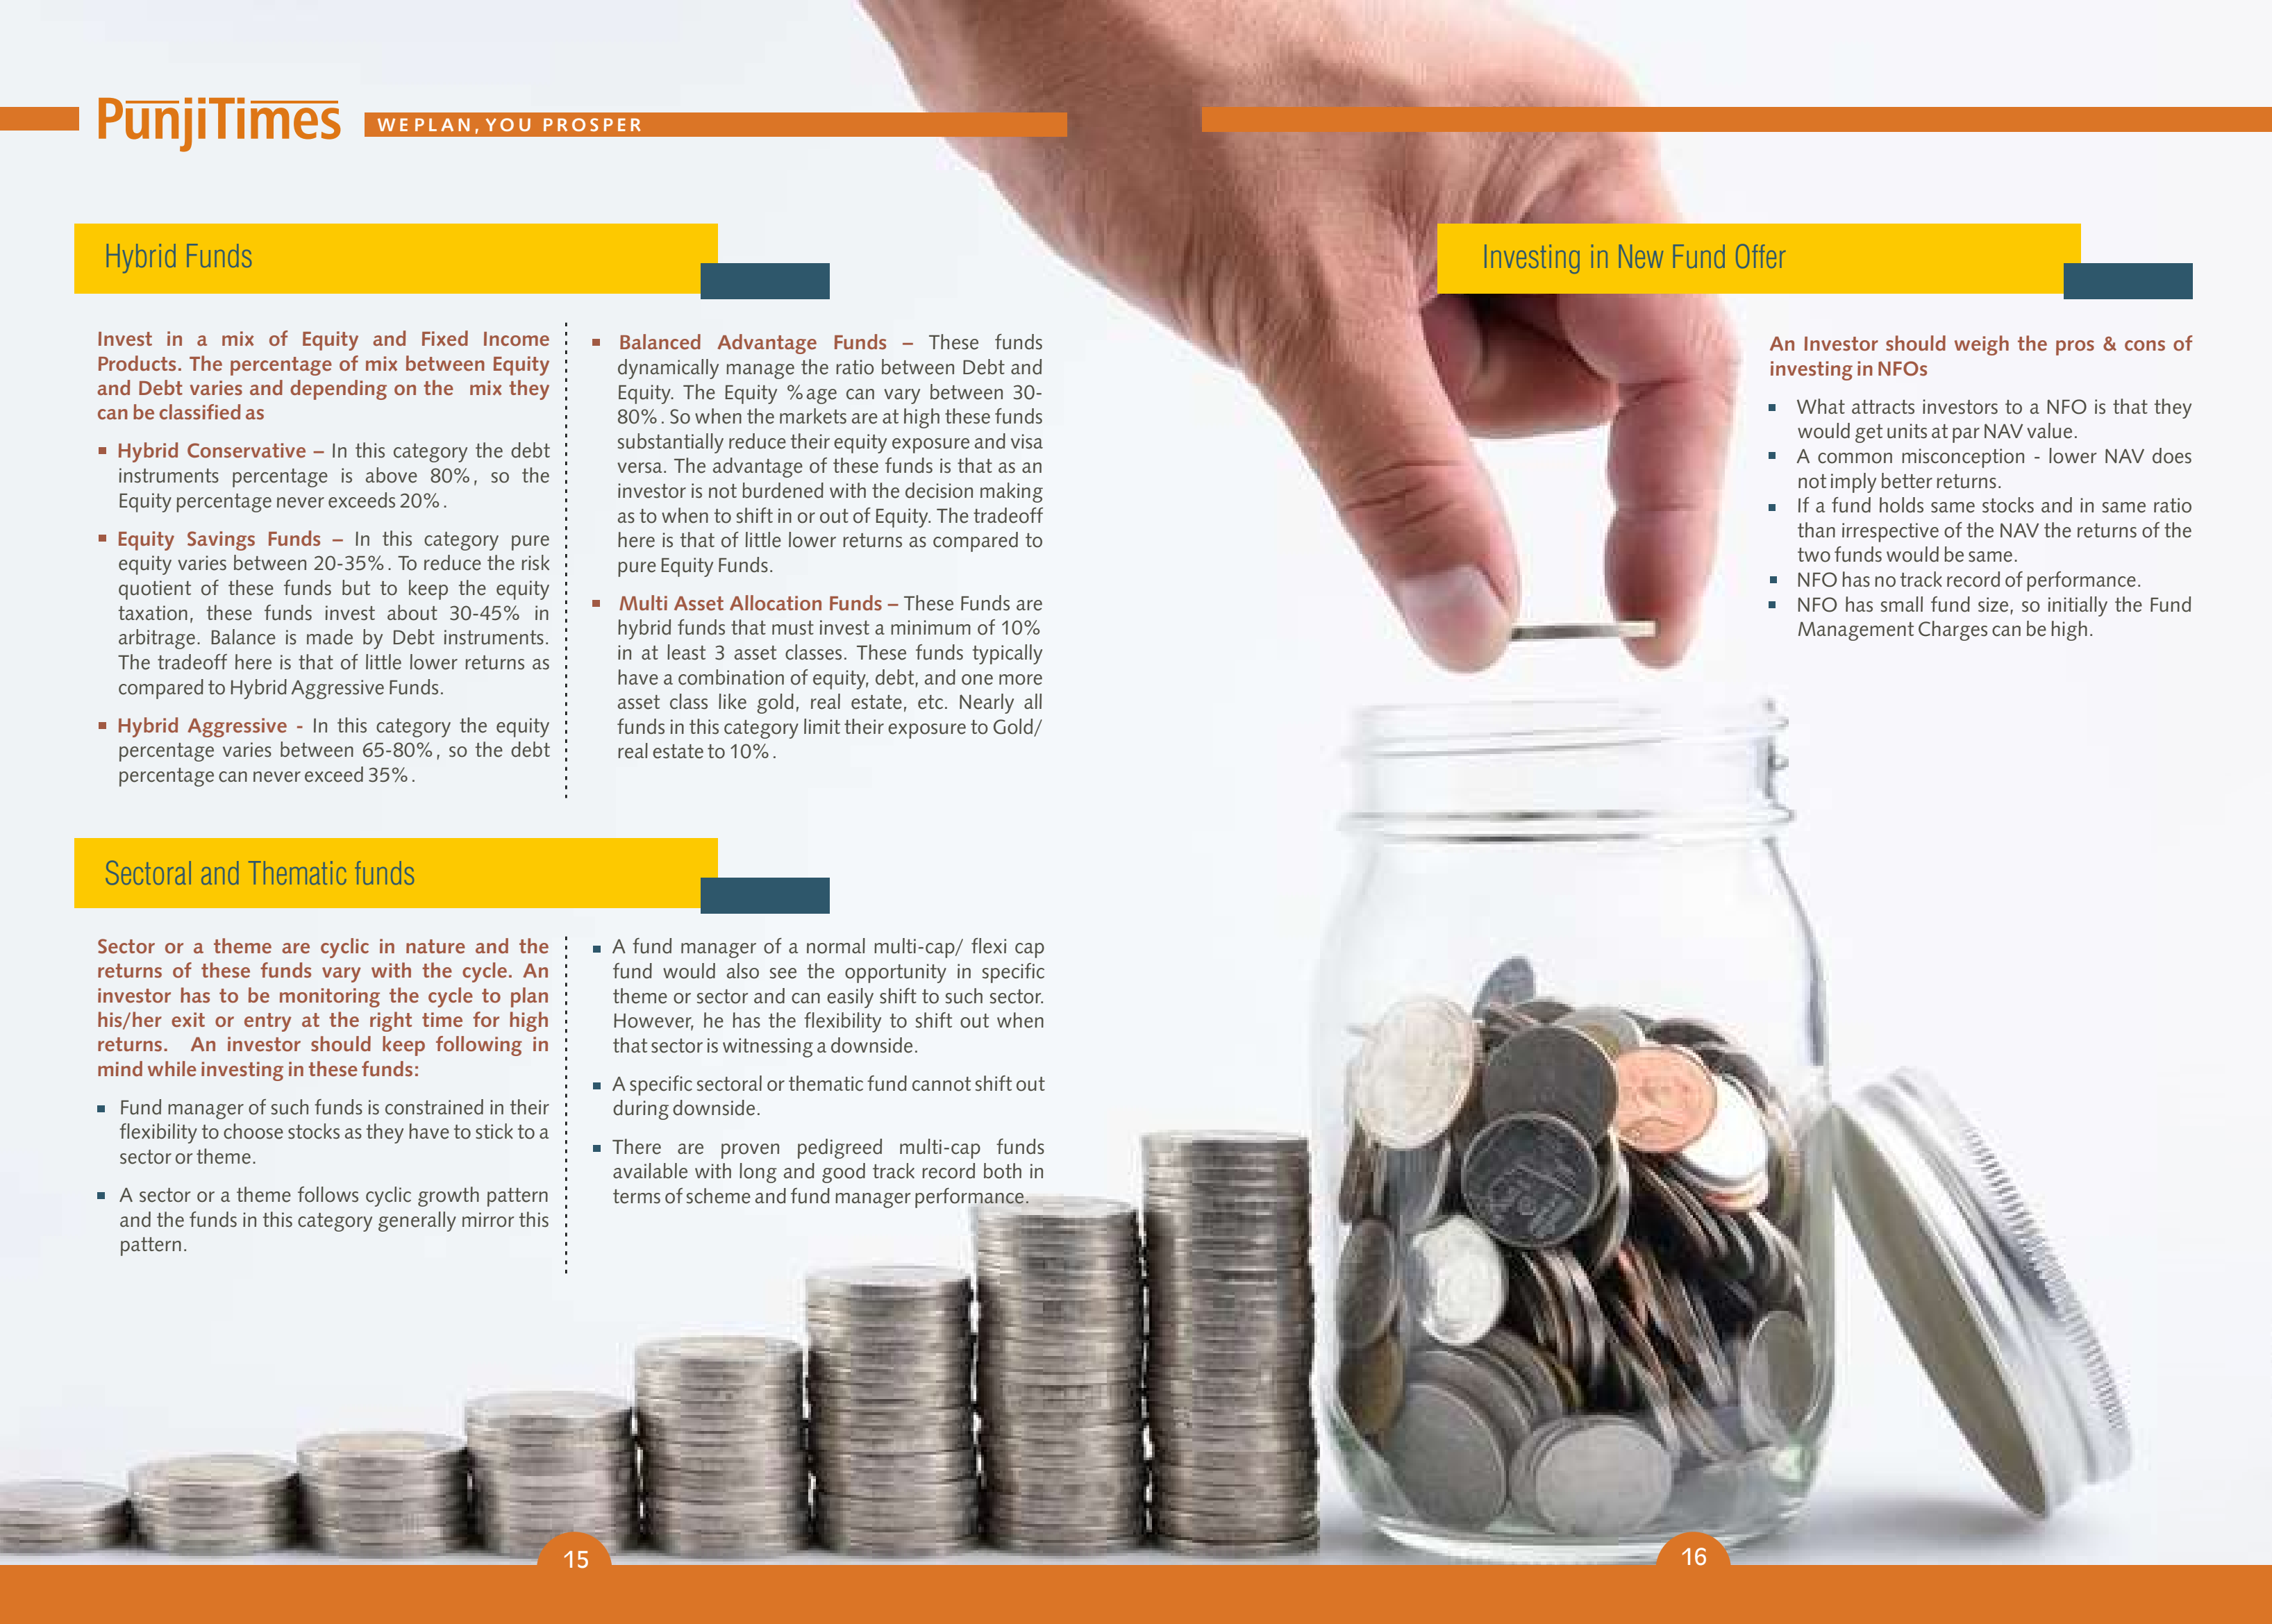 PunjiTimes
WE PLAN, YOU PROSPER
Hybrid Funds
Invest in a mix of Equity and Fixed Income
Products. The percentage of mix between Equity
and Debt varies and depending on the mix they
can be classified as
Hybrid Conservative – In this category the debt
instruments percentage is above 80%, so the
Equity percentage never exceeds 20%.
Equity Savings Funds – In this category pure
equity varies between 20-35%. To reduce the risk
quotient of these funds but to keep the equity
taxation, these funds invest about 30-45% in
arbitrage. Balance is made by Debt instruments.
The tradeoff here is that of little lower returns as
compared to Hybrid Aggressive Funds.
Hybrid Aggressive - In this category the equity
percentage varies between 65-80%, so the debt
percentage can never exceed 35%.
Balanced Advantage Funds – These funds
dynamically manage the ratio between Debt and
Equity. The Equity %age can vary between 30-
80%. So when the markets are at high these funds
substantially reduce their equity exposure and visa
versa. The advantage of these funds is that as an
investor is not burdened with the decision making
as to when to shift in or out of Equity. The tradeoff
here is that of little lower returns as compared to
pure Equity Funds.
Multi Asset Allocation Funds – These Funds are
hybrid funds that must invest a minimum of 10%
in at least 3 asset classes. These funds typically
have a combination of equity, debt, and one more
asset class like gold, real estate, etc. Nearly all
funds in this category limit their exposure to Gold/
real estate to 10%.
Sectoral and Thematic funds
Sector or a theme are cyclic in nature and the
returns of these funds vary with the cycle. An
investor has to be monitoring the cycle to plan
his/her exit or entry at the right time for high
returns. An investor should keep following in
mind while investing in these funds:
Fund manager of such funds is constrained in their
flexibility to choose stocks as they have to stick to a
sector or theme.
A sector or a theme follows cyclic growth pattern
and the funds in this category generally mirror this
pattern.
A fund manager of a normal multi-cap/ flexi cap
fund would also see the opportunity in specific
theme or sector and can easily shift to such sector.
However, he has the flexibility to shift out when
that sector is witnessing a downside.
A specific sectoral or thematic fund cannot shift out
during downside.
There are proven pedigreed multi-cap funds
available with long and good track record both in
terms of scheme and fund manager performance.
15
Investing in New Fund Offer
An Investor should weigh the pros & cons of
investing in NFOs
What attracts investors to a NFO is that they
would get units at par NAV value.
A common misconception - lower NAV does
not imply better returns.
If a fund holds same stocks and in same ratio
than irrespective of the NAV the returns of the
two funds would be same.
NFO has no track record of performance.
NFO has small fund size, so initially the Fund
Management Charges can be high.
16